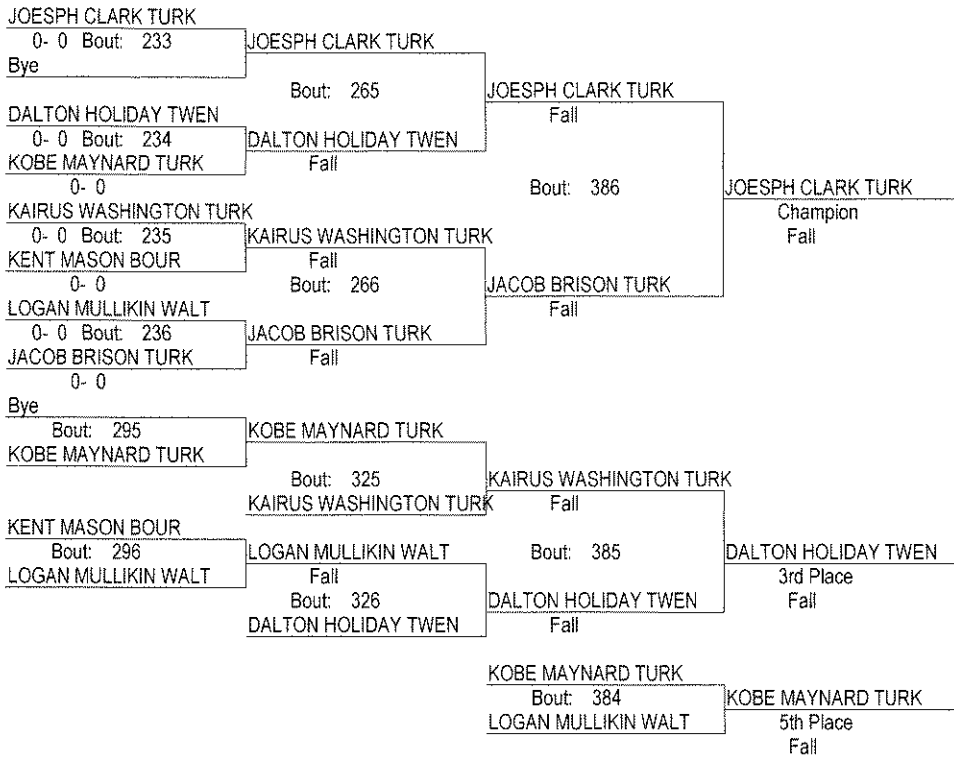 JOESPH CLARK TURK
0- 0 Bout: 233
Bye
JOESPH CLARK TURK
Bout: 265
DALTON HOLIDAY TWEN
0- 0 Bout: 234
KOBE MAYNARD TURK
0- 0
DALTON HOLIDAY TWEN
Fall
JOESPH CLARK TURK
Fall
Bout: 386
KAIRUS WASHINGTON TURK
0- 0 Bout: 235
KENT MASON BOUR
0- 0
KAIRUS WASHINGTON TURK
Fall
Bout: 266
LOGAN MULLIKIN WALT
0- 0 Bout: 236
JACOB BRISON TURK
0- 0
JACOB BRISON TURK
Fall
JACOB BRISON TURK
Fall
JOESPH CLARK TURK
Champion
Fall
Bye
Bout: 295
KOBE MAYNARD TURK
KOBE MAYNARD TURK
Bout: 325
KAIRUS WASHINGTON TURK
KAIRUS WASHINGTON TURK
Fall
Bout: 385
KENT MASON BOUR
Bout: 296
LOGAN MULLIKIN WALT
LOGAN MULLIKIN WALT
Fall
Bout: 326
DALTON HOLIDAY TWEN
DALTON HOLIDAY TWEN
Fall
DALTON HOLIDAY TWEN
3rd Place
Fall
KOBE MAYNARD TURK
Bout: 384
LOGAN MULLIKIN WALT
KOBE MAYNARD TURK
5th Place
Fall